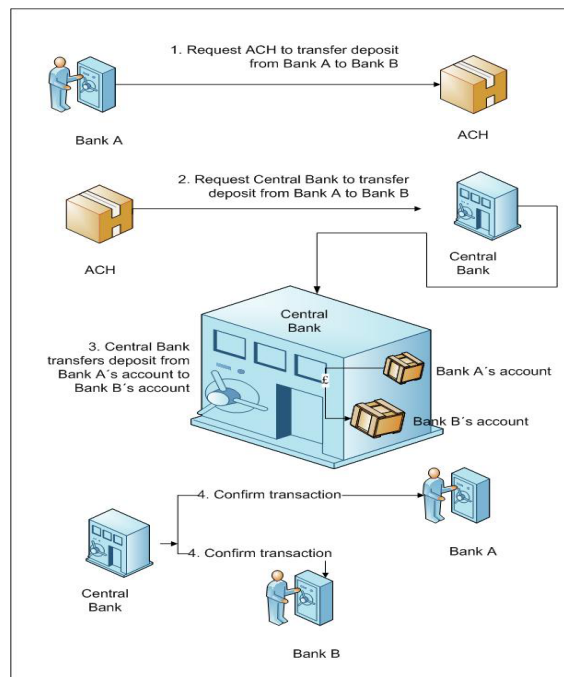 1. Request ACH to transfer deposit
from Bank A to Bank B
Bank A
ACH
2. Request Central Bank to transfer
deposit from Bank A to Bank B
ACH
Central
Bank
Central
Bank
3. Central Bank
transfers deposit from
Bank A´s account to
Bank B´s account
£
Bank A´s account
Bank B´s account
4. Confirm transaction
Bank A
4. Confirm transaction
Central
Bank
Bank B